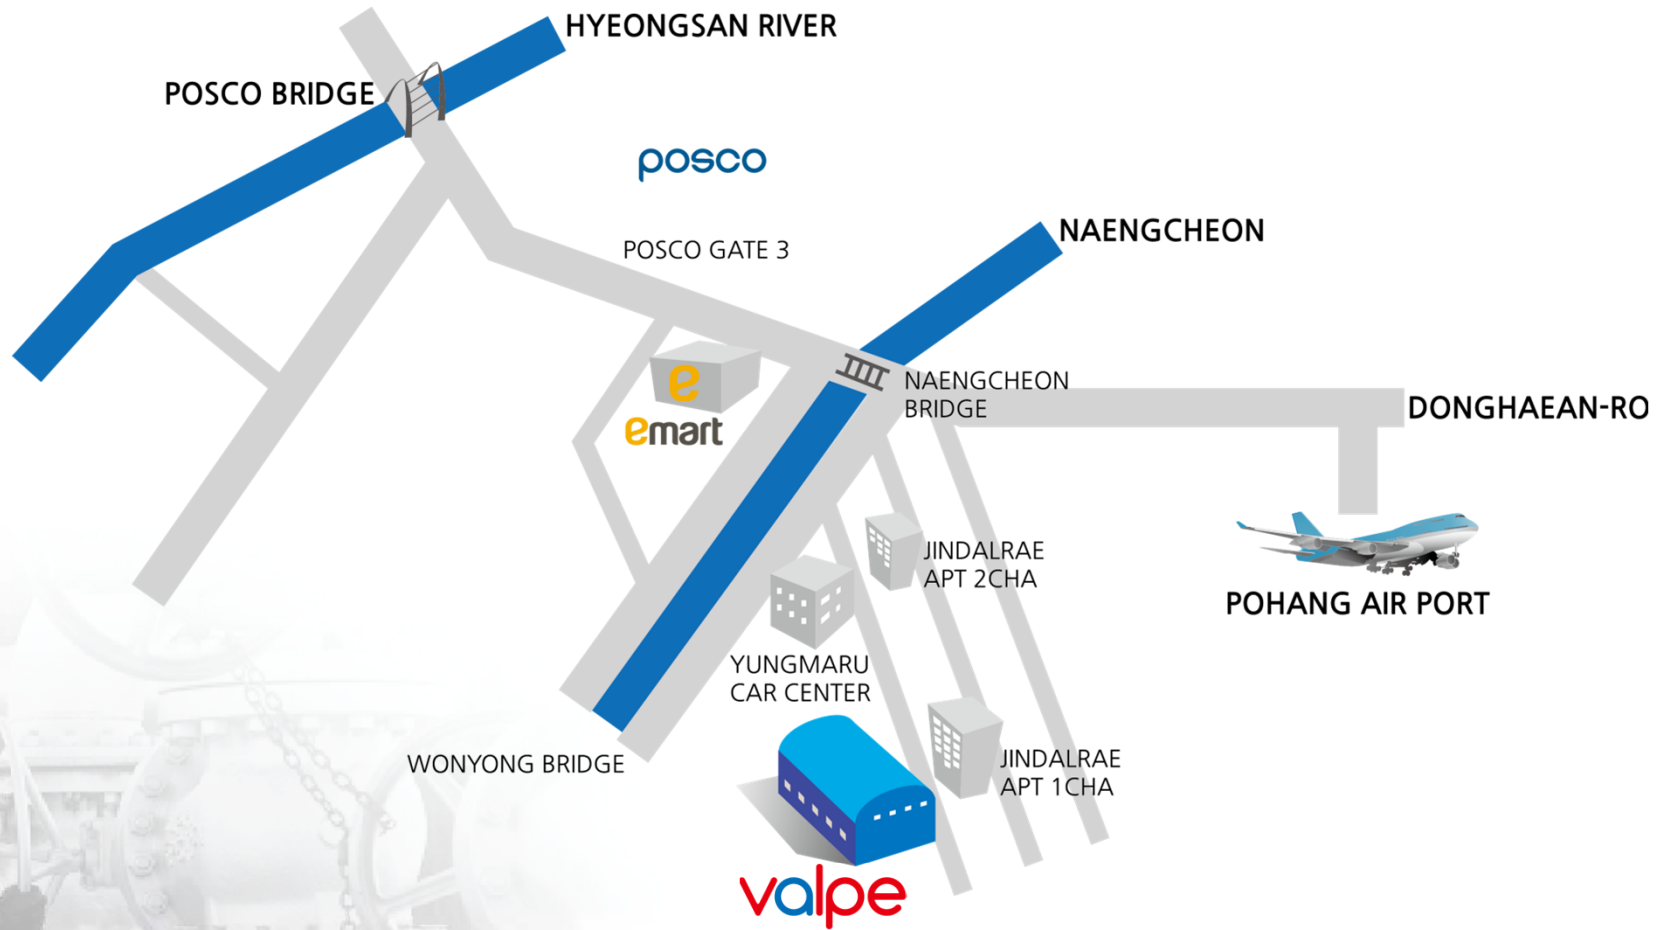 HYEONGSAN RIVER
POSCO BRIDGE
posco
NAENGCHEON
POSCO GATE 3
NAENGCHEON
BRIDGE
DONGHAEAN-RO
e
emart
JINDALRAE
APT 2CHA
POHANG AIR PORT
YUNGMARU
CAR CENTER
WONYONG BRIDGE
JINDALRAE
APT 1CHA
valpe